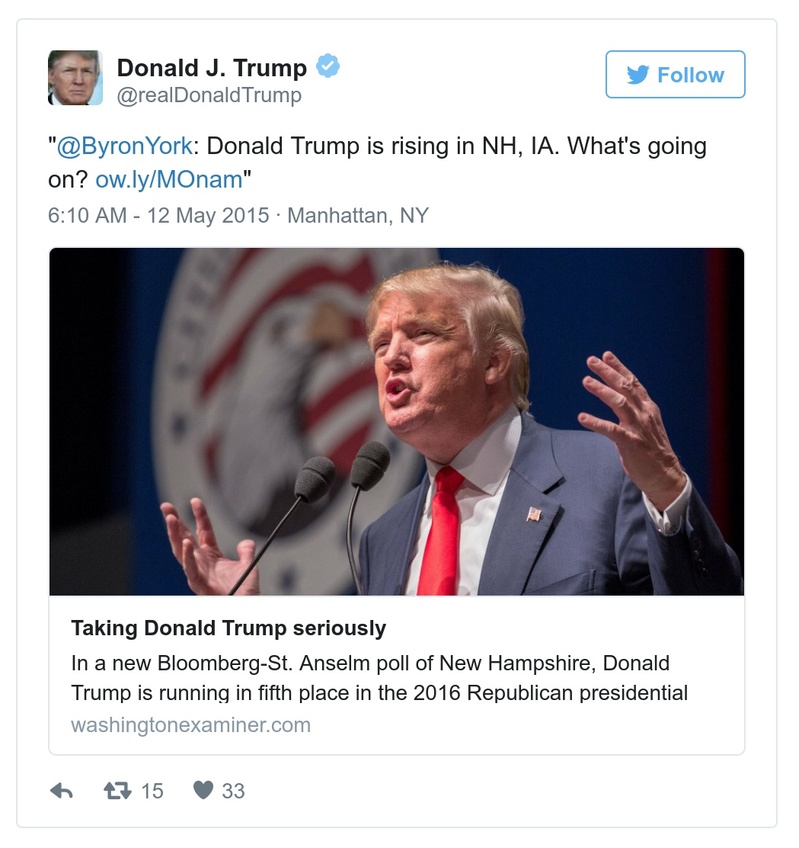 Donald J. Trump
Follow
@realDonaldTrump
"@ByronYork: Donald Trump is rising in NH, IA. What's going
on? ow.ly/MOnam"
6:10 AM - 12 May 2015 · Manhattan, NY
Taking Donald Trump seriously
In a new Bloomberg-St. Anselm poll of New Hampshire, Donald
Trump is running in fifth place in the 2016 Republican presidential
washingtonexaminer.com
15
33